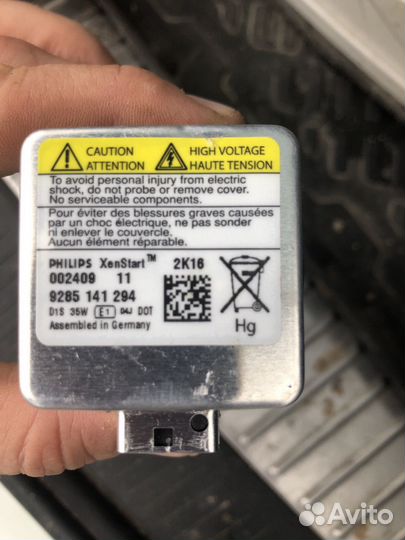 CAUTION
ATTENTION
HIGH VOLTAGE
HAUTE TENSION
To avoid personal injury from electric
shock, do not probe or remove cover.
No serviceable components.
Pour éviter des blessures graves causées
par un choc électrique, ne pas sonder
ni enlever le couvercle.
Aucun élément réparable.
PHILIPS XenStart™ 2K16
002409 11
9285 141 294
D1S 35W E1 04J DOT
Assembled in Germany
Hg
Avito